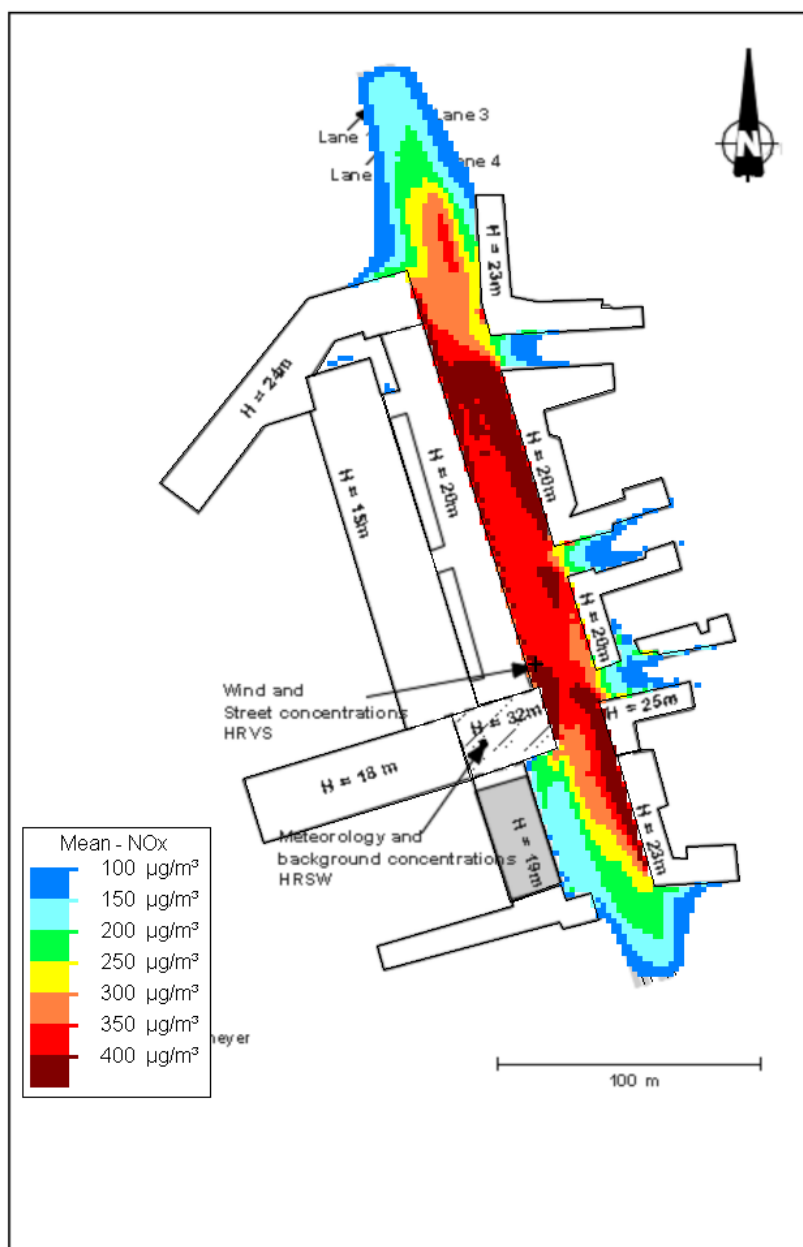 N
Lane
Lane 3
Lane
Lane 4
H = 23m
H = 24m
H = 20m
H = 20m
H = 15m
H = 20m
Wind and
Street concentrations
HRVS
H = 32m
H = 25m
H = 18 m
Meteorology and
background concentrations
HRSW
H = 19m
H = 23m
Mean - NOx
100 µg/m³
150 µg/m³
200 µg/m³
250 µg/m³
300 µg/m³
350 µg/m³
400 µg/m³
100 m